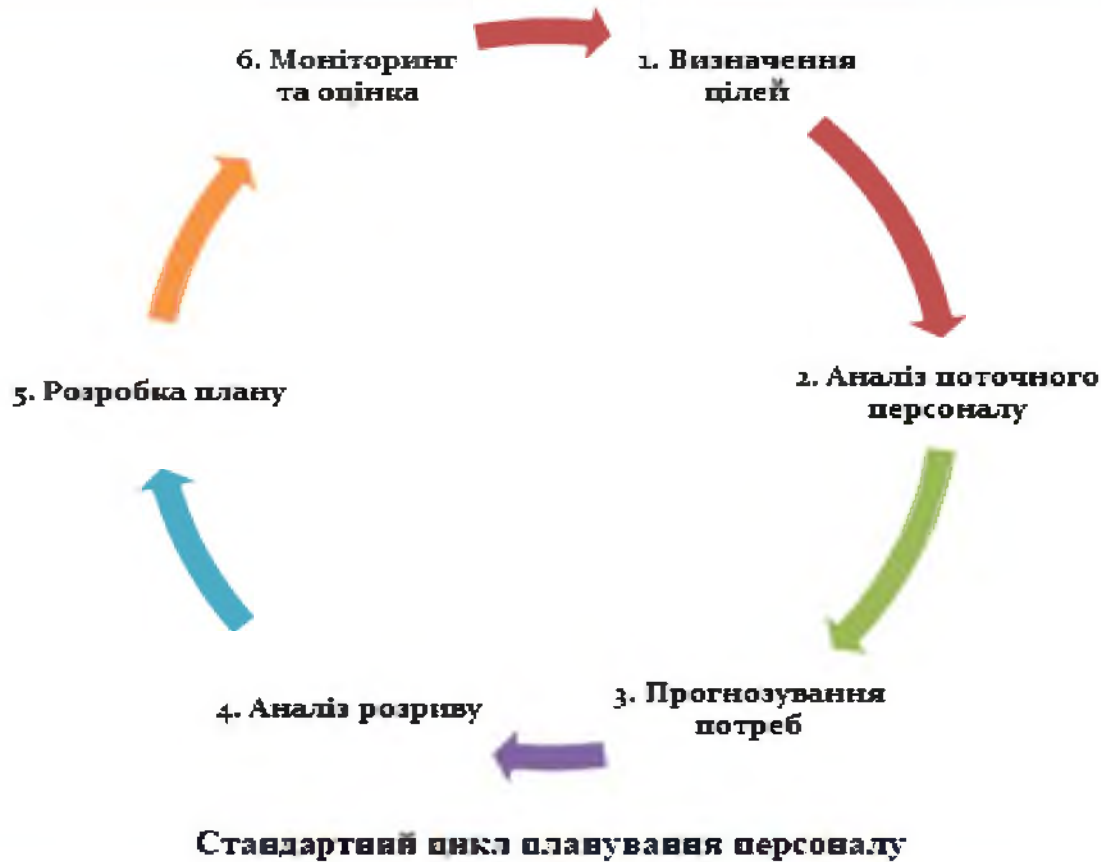 1. Визначення
цілей
2. Аналіз поточного
персоналу
3. Прогнозування
потреб
4. Аналіз розриву
5. Розробка плану
6. Моніторинг
та оцінка
Стандартний цикл планування персоналу